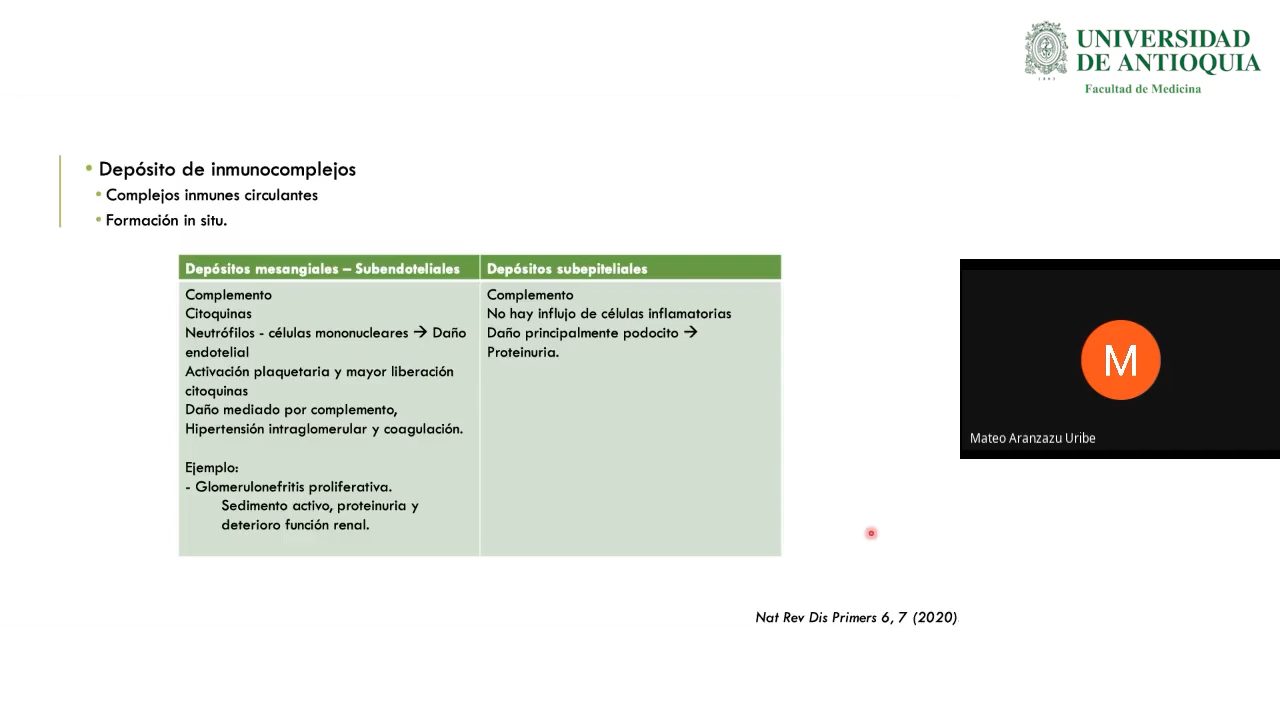 UNIVERSIDAD
DE ANTIOQUIA
1803
Facultad de Medicina
• Depósito de inmunocomplejos
• Complejos inmunes circulantes
• Formación in situ.
Depósitos mesangiales – Subendoteliales
Complemento
Citoquinas
Neutrófilos - células mononucleares → Daño
endotelial
Activación plaquetaria y mayor liberación
citoquinas
Daño mediado por complemento,
Hipertensión intraglomerular y coagulación.
Ejemplo:
- Glomerulonefritis proliferativa.
Sedimento activo, proteinuria y
deterioro función renal.
Depósitos subepiteliales
Complemento
No hay influjo de células inflamatorias
Daño principalmente podocito →
Proteinuria.
M
Mateo Aranzazu Uribe
Nat Rev Dis Primers 6, 7 (2020)